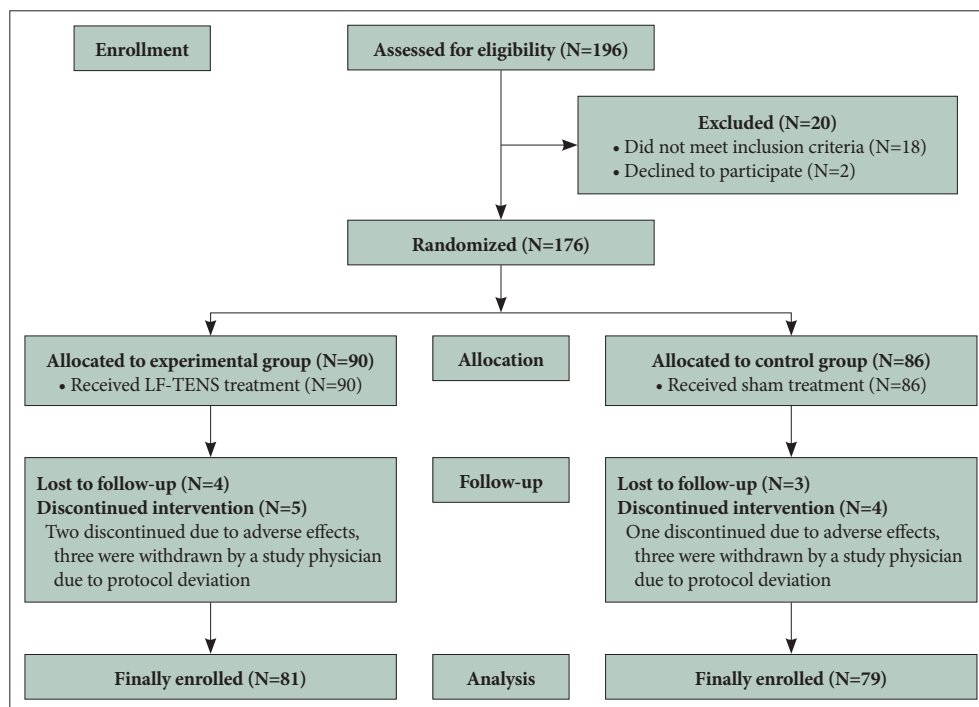 Enrollment
Assessed for eligibility (N=196)
Excluded (N=20)
• Did not meet inclusion criteria (N=18)
• Declined to participate (N=2)
Randomized (N=176)
Allocated to experimental group (N=90)
• Received LF-TENS treatment (N=90)
Allocation
Allocated to control group (N=86)
• Received sham treatment (N=86)
Lost to follow-up (N=4)
Discontinued intervention (N=5)
Two discontinued due to adverse effects,
three were withdrawn by a study physician
due to protocol deviation
Follow-up
Lost to follow-up (N=3)
Discontinued intervention (N=4)
One discontinued due to adverse effects,
three were withdrawn by a study physician
due to protocol deviation
Finally enrolled (N=81)
Analysis
Finally enrolled (N=79)